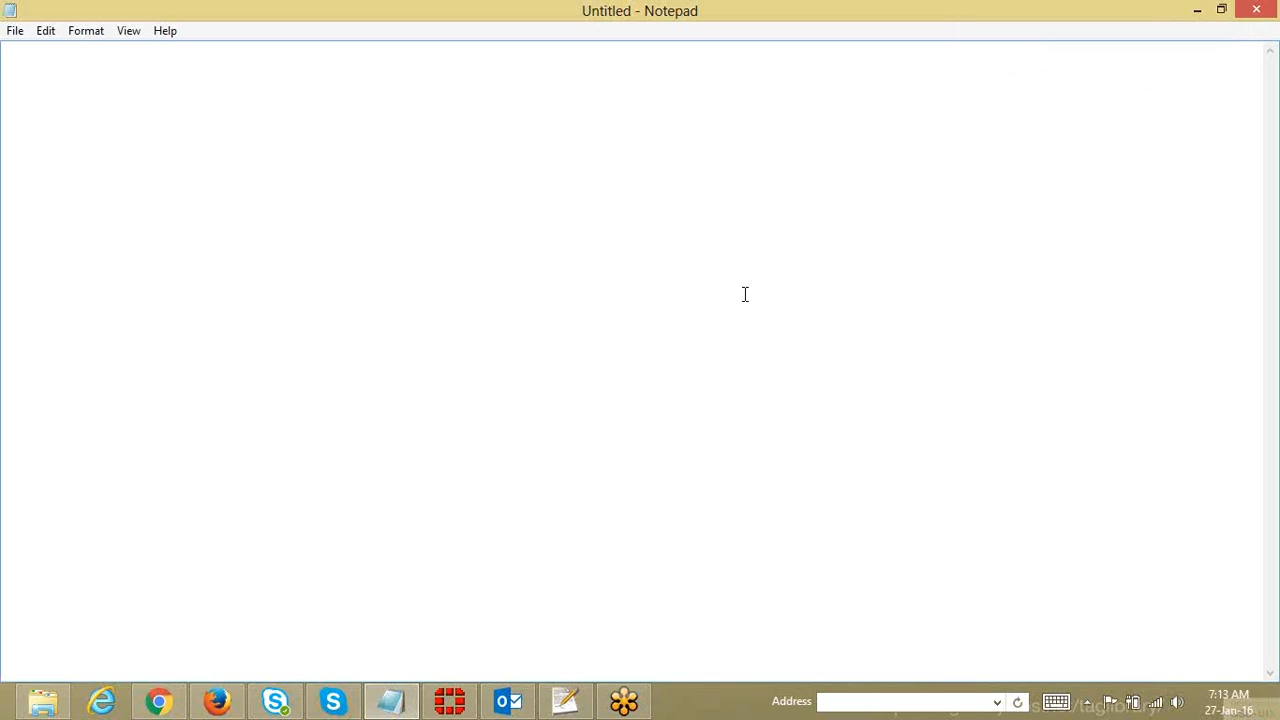 Untitled - Notepad
File Edit Format View Help
Address
7:13 AM
27-Jan-16